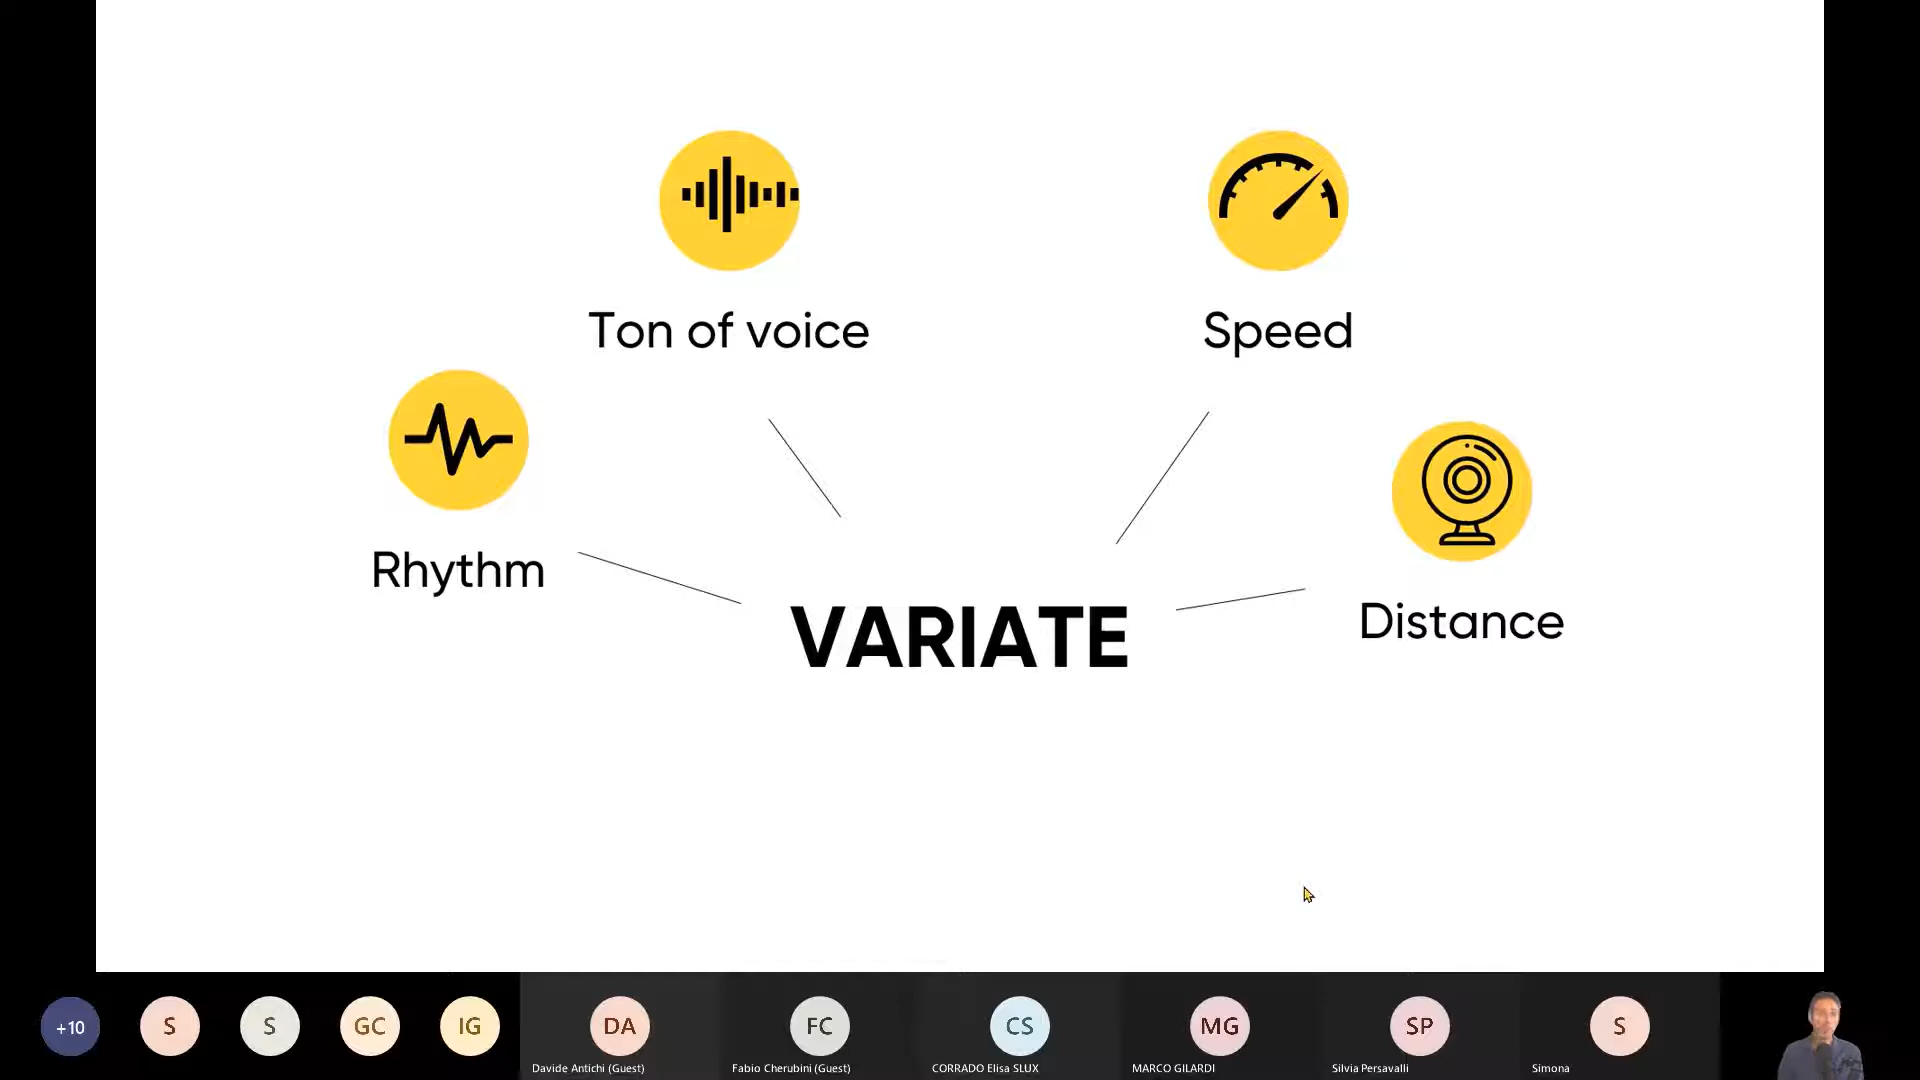 Ton of voice
Speed
Rhythm
Distance
VARIATE
+10
S
S
GC
IG
DA
FC
CS
MG
SP
S
Davide Antichi (Guest)
Fabio Cherubini (Guest)
CORRADO Elisa SLUX
MARCO GILARDI
Silvia Persavalli
Simona